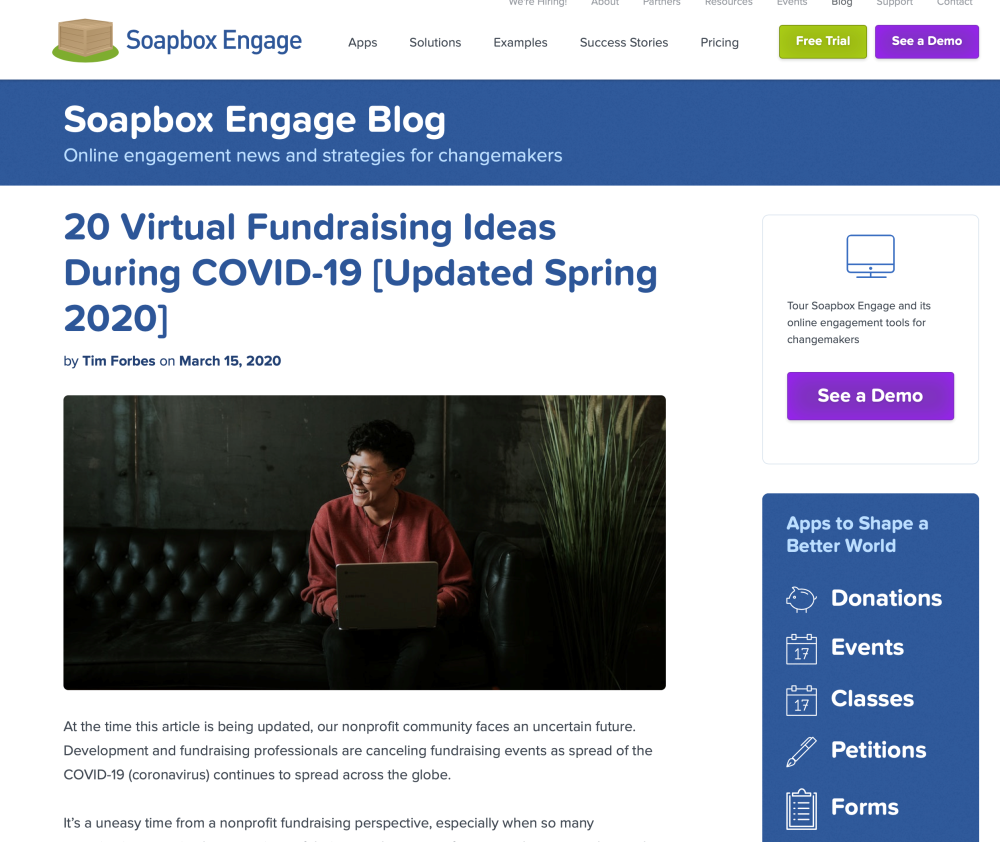 We're Hiring! About Partners Resources Events Blog Support Contact
Soapbox Engage
Apps Solutions Examples Success Stories Pricing Free Trial See a Demo
Soapbox Engage Blog
Online engagement news and strategies for changemakers
20 Virtual Fundraising Ideas
During COVID-19 [Updated Spring
2020]
by Tim Forbes on March 15, 2020
At the time this article is being updated, our nonprofit community faces an uncertain future.
Development and fundraising professionals are canceling fundraising events as spread of the
COVID-19 (coronavirus) continues to spread across the globe.
It's a uneasy time from a nonprofit fundraising perspective, especially when so many
Tour Soapbox Engage and its
online engagement tools for
changemakers
See a Demo
Apps to Shape a
Better World
Donations
17 Events
17 Classes
Petitions
Forms